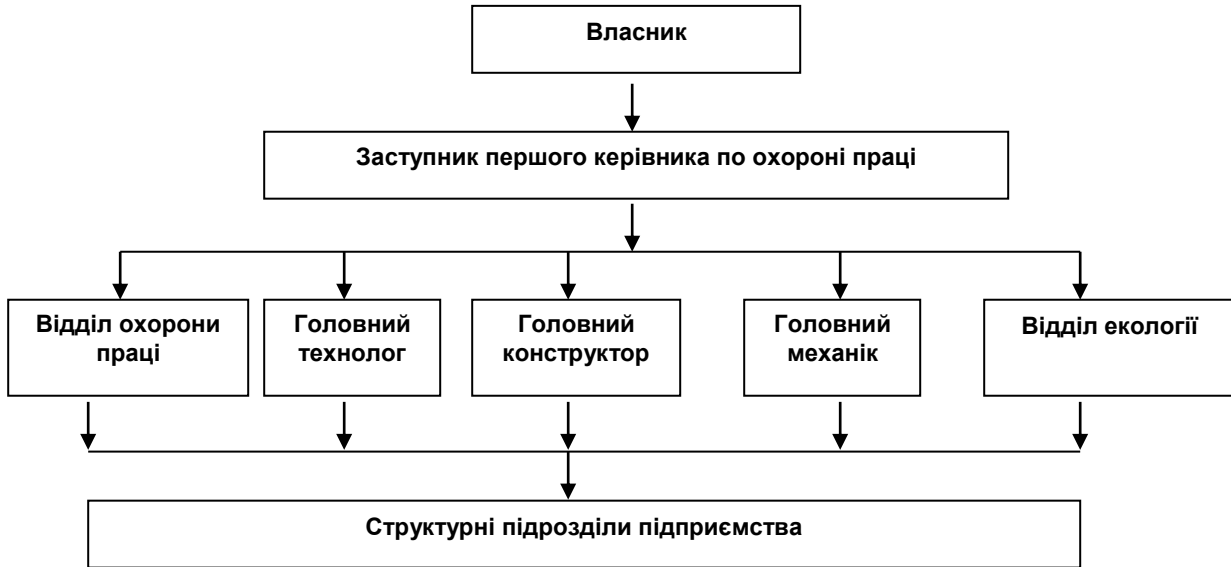 Власник
Заступник першого керівника по охороні праці
Відділ охорони
праці
Головний
технолог
Головний
конструктор
Головний
механік
Відділ екології
Структурні підрозділи підприємства